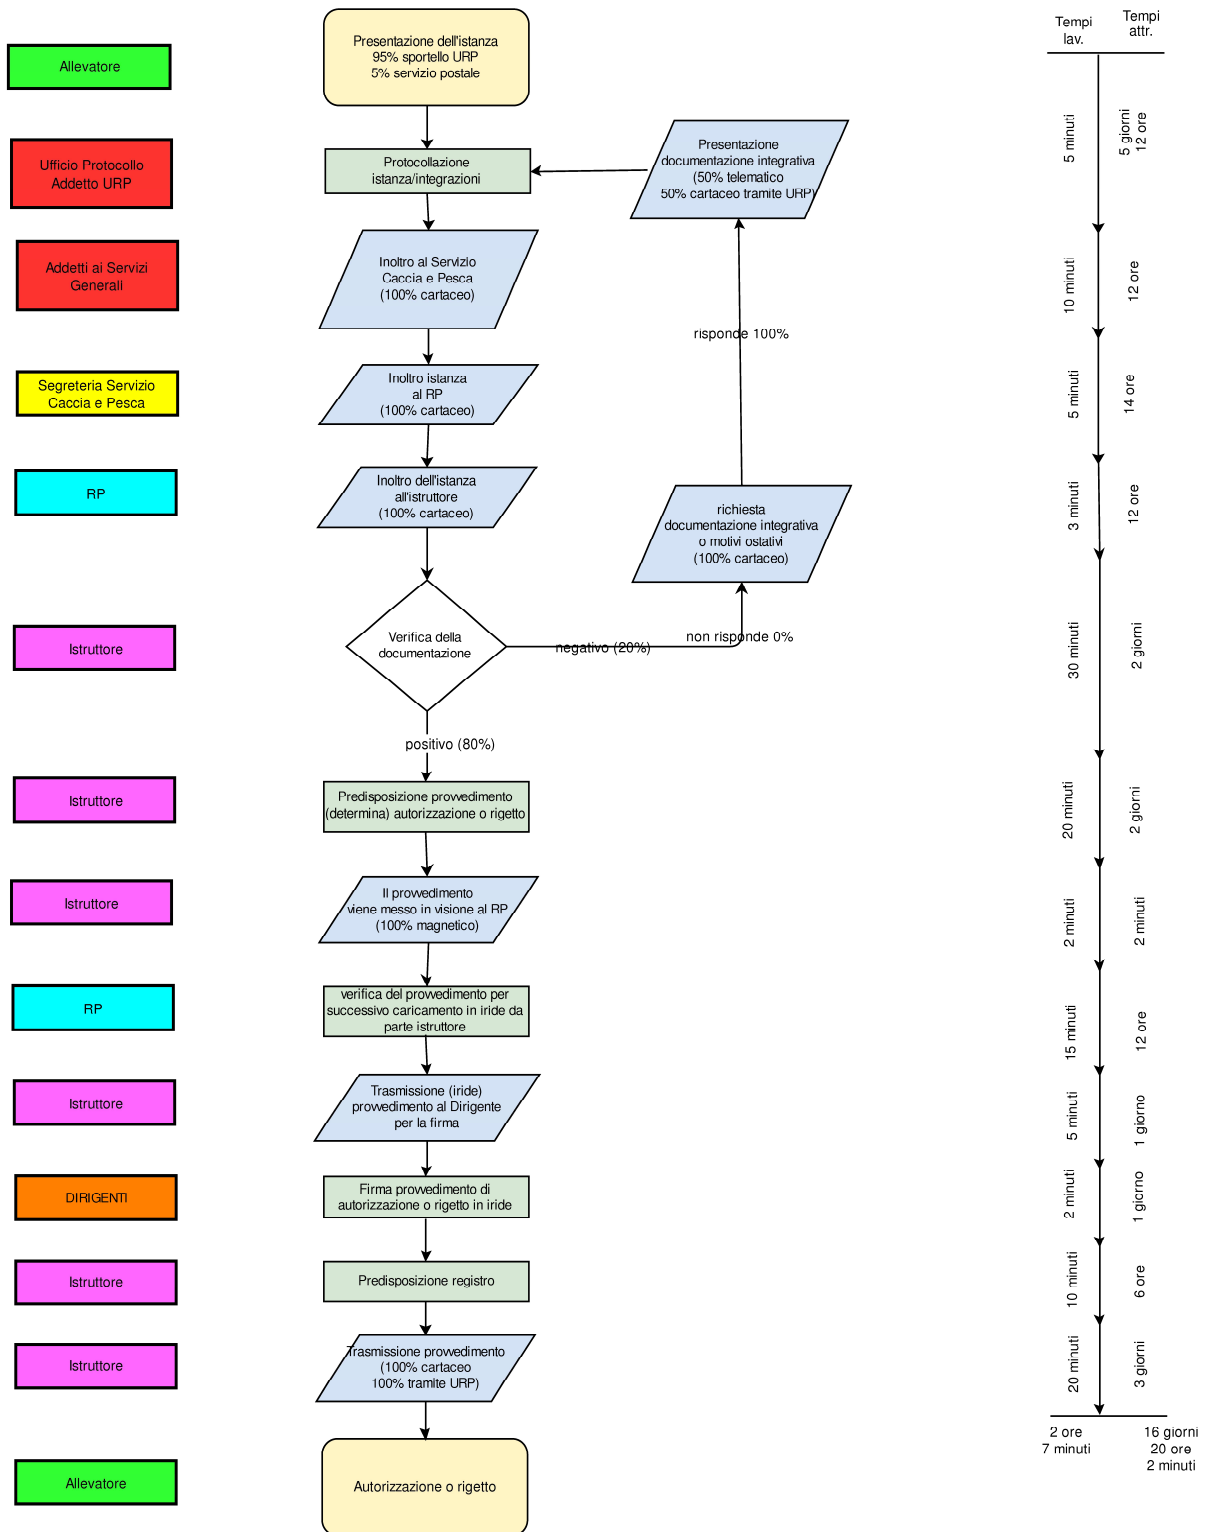 Tempi
lav.
Tempi
attr.
Allevatore
Presentazione dell'istanza
95% sportello URP
5% servizio postale
5 minuti
5 giorni
12 ore
Ufficio Protocollo
Addetto URP
Protocollazione
istanza/integrazioni
Presentazione
documentazione integrativa
(50% telematico
50% cartaceo tramite URP)
Addetti ai Servizi
Generali
Inoltro al Servizio
Caccia e Pesca
(100% cartaceo)
10 minuti
12 ore
risponde 100%
Segreteria Servizio
Caccia e Pesca
Inoltro istanza
al RP
(100% cartaceo)
5 minuti
14 ore
RP
Inoltro dell'istanza
all'istruttore
(100% cartaceo)
richiesta
documentazione integrativa
o motivi ostativi
(100% cartaceo)
3 minuti
12 ore
Istruttore
Verifica della
documentazione
negativo (20%)
non risponde 0%
30 minuti
2 giorni
positivo (80%)
Istruttore
Predisposizione provvedimento
(determina) autorizzazione o rigetto
20 minuti
2 giorni
Istruttore
Il provvedimento
viene messo in visione al RP
(100% magnetico)
2 minuti
2 minuti
RP
verifica del provvedimento per
successivo caricamento in iride da
parte istruttore
15 minuti
12 ore
Istruttore
Trasmissione (iride)
provvedimento al Dirigente
per la firma
5 minuti
1 giorno
DIRIGENTI
Firma provvedimento di
autorizzazione o rigetto in iride
2 minuti
1 giorno
Istruttore
Predisposizione registro
10 minuti
6 ore
Istruttore
Trasmissione provvedimento
(100% cartaceo
100% tramite URP)
20 minuti
3 giorni
2 ore
7 minuti
16 giorni
20 ore
2 minuti
Allevatore
Autorizzazione o rigetto